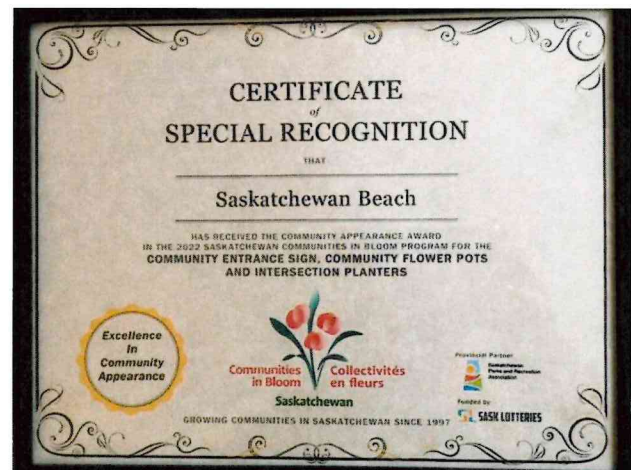 CERTIFICATE
of
SPECIAL RECOGNITION
THAT
Saskatchewan Beach
HAS RECEIVED THE COMMUNITY APPEARANCE AWARD
IN THE 2022 SASKATCHEWAN COMMUNITIES IN BLOOM PROGRAM FOR THE
COMMUNITY ENTRANCE SIGN, COMMUNITY FLOWER POTS
AND INTERSECTION PLANTERS
Excellence
In
Community
Appearance
Communities
in Bloom
Collectivités
en fleurs
Saskatchewan
Provincial Partner
Saskatchewan
Parks and Recreation
Association
Funded by
SASK LOTTERIES
GROWING COMMUNITIES IN SASKATCHEWAN SINCE 1997